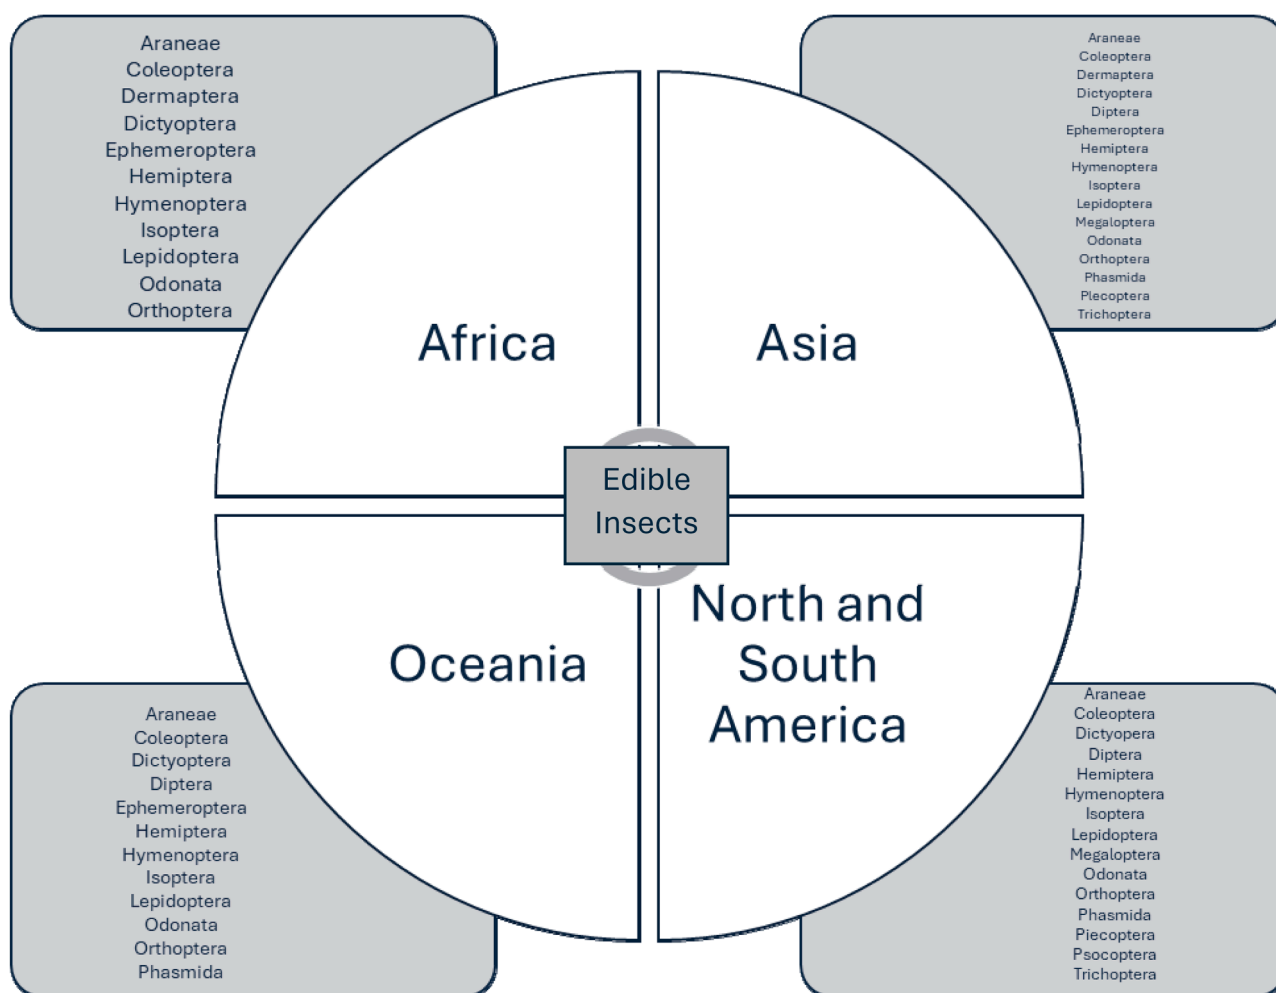 Araneae
Coleoptera
Dermaptera
Dictyoptera
Ephemeroptera
Hemiptera
Hymenoptera
Isoptera
Lepidoptera
Odonata
Orthoptera
Araneae
Coleoptera
Dermaptera
Dictyoptera
Diptera
Ephemeroptera
Hemiptera
Hymenoptera
Isoptera
Lepidoptera
Megaloptera
Odonata
Orthoptera
Phasmida
Plecoptera
Trichoptera
Africa
Asia
Edible
Insects
Oceania
North and
South
America
Araneae
Coleoptera
Dictyoptera
Diptera
Ephemeroptera
Hemiptera
Hymenoptera
Isoptera
Lepidoptera
Odonata
Orthoptera
Phasmida
Araneae
Coleoptera
Dictyopera
Diptera
Hemiptera
Hymenoptera
Isoptera
Lepidoptera
Megaloptera
Odonata
Orthoptera
Phasmida
Piecoptera
Psocoptera
Trichoptera